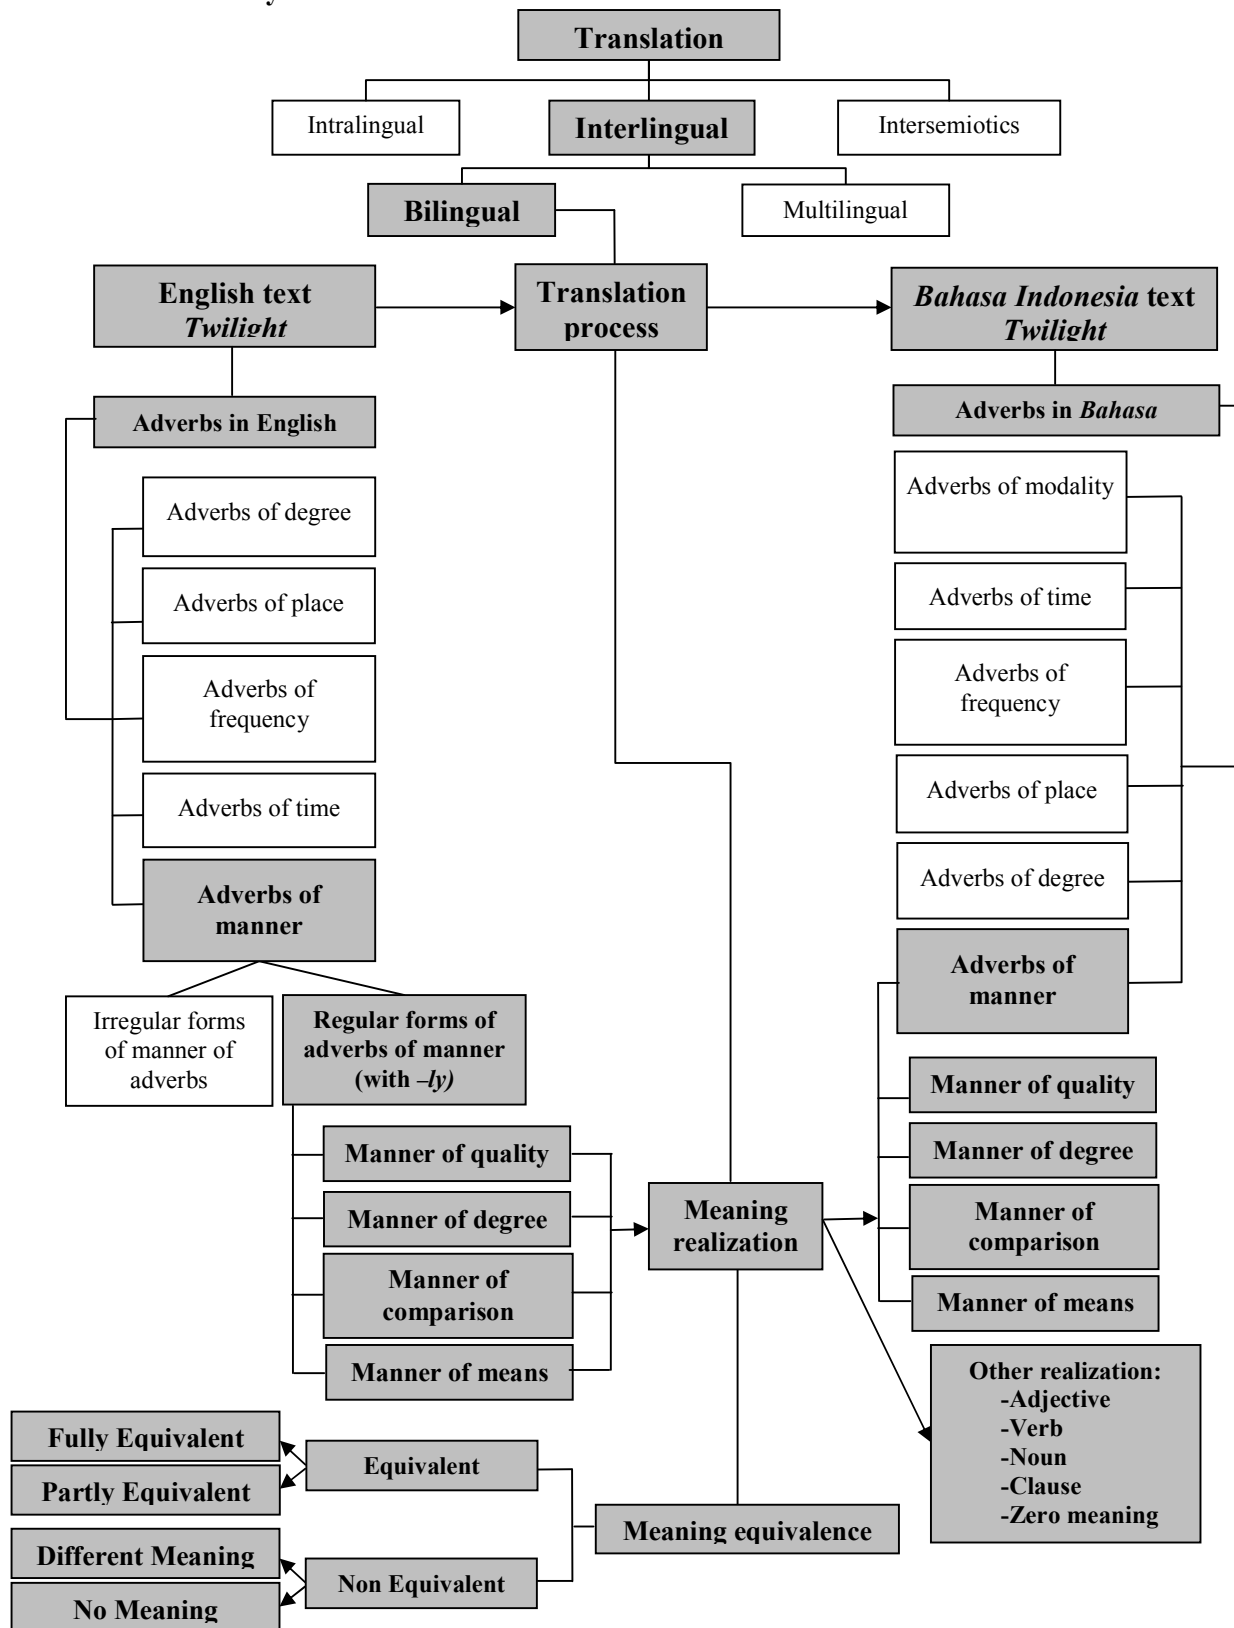 y
Translation
Intralingual
Interlingual
Intersemiotics
Bilingual
Multilingual
English text
Twilight
Translation
process
Bahasa Indonesia text
Twilight
Adverbs in English
Adverbs in Bahasa
Adverbs of degree
Adverbs of place
Adverbs of
frequency
Adverbs of time
Adverbs of
manner
Irregular forms
of manner of
adverbs
Regular forms of
adverbs of manner
(with –ly)
Manner of quality
Manner of degree
Manner of
comparison
Manner of means
Meaning
realization
Adverbs of modality
Adverbs of time
Adverbs of
frequency
Adverbs of place
Adverbs of degree
Adverbs of
manner
Manner of quality
Manner of degree
Manner of
comparison
Manner of means
Other realization:
-Adjective
-Verb
-Noun
-Clause
-Zero meaning
Fully Equivalent
Partly Equivalent
Equivalent
Meaning equivalence
Different Meaning
No Meaning
Non Equivalent